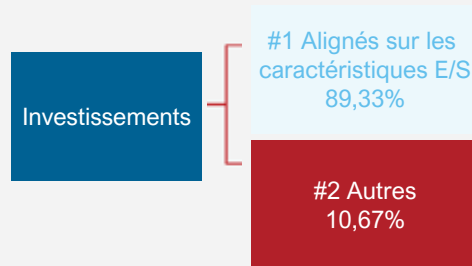 Investissements
#1 Alignés sur les
caractéristiques E/S
89,33%
#2 Autres
10,67%